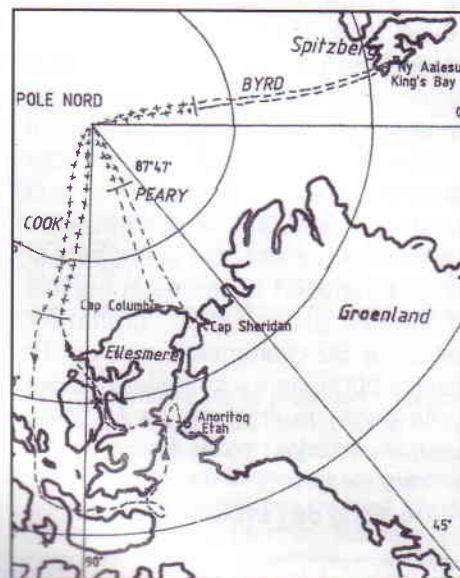 Spitzberg
Ny Aalesu
King's Bay
BYRD
POLE NORD
0
87°47'
PEARY
COOK
Cap Columbia
Cap Sheridan
Groenland
Ellesmere
Anoritoq
Etah
45°
90°